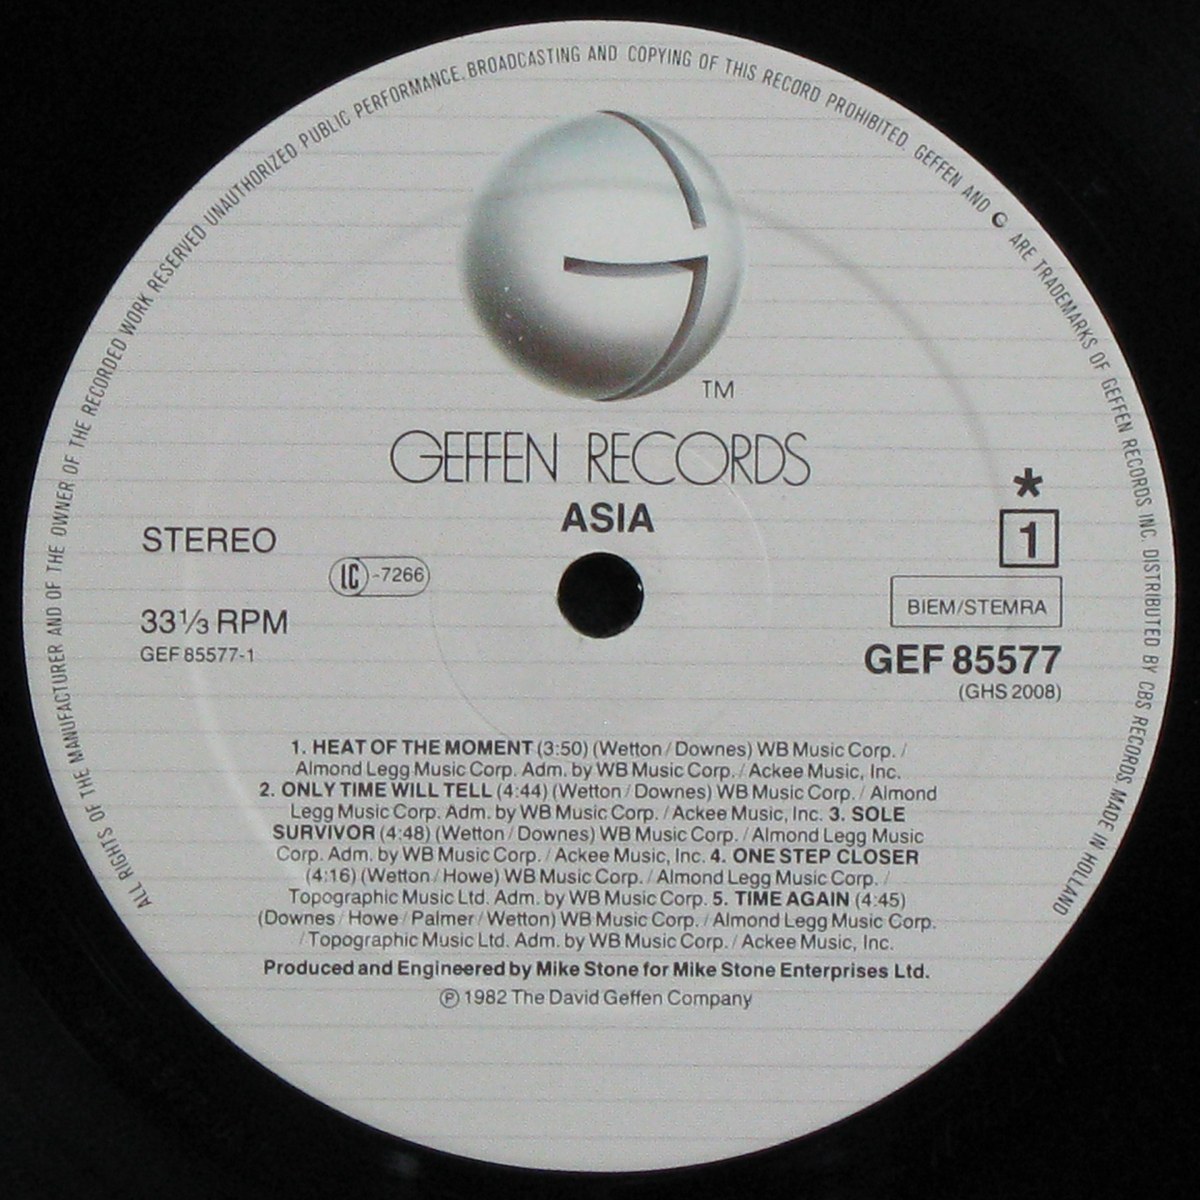 ALL RIGHTS OF THE MANUFACTURER AND OF THE OWNER OF THE RECORDED WORK RESERVED UNAUTHORIZED PUBLIC PERFORMANCE, BROADCASTING AND COPYING OF THIS RECORD PROHIBITED. GEFFEN AND G ARE TRADEMARKS OF GEFFEN RECORDS INC. DISTRIBUTED BY CBS RECORDS. MADE IN HOLLAND
TM
GEFFEN RECORDS
ASIA
STEREO
LC-7266
33⅓ RPM
GEF 85577-1
*
1
BIEM/STEMRA
GEF 85577
(GHS 2008)
1. HEAT OF THE MOMENT (3:50) (Wetton/Downes) WB Music Corp. /
Almond Legg Music Corp. Adm. by WB Music Corp. / Ackee Music, Inc.
2. ONLY TIME WILL TELL (4:44) (Wetton/Downes) WB Music Corp. / Almond
Legg Music Corp. Adm. by WB Music Corp. / Ackee Music, Inc. 3. SOLE
SURVIVOR (4:48) (Wetton/Downes) WB Music Corp. / Almond Legg Music
Corp. Adm. by WB Music Corp. / Ackee Music, Inc. 4. ONE STEP CLOSER
(4:16) (Wetton/Howe) WB Music Corp. / Almond Legg Music Corp. /
Topographic Music Ltd. Adm. by WB Music Corp. 5. TIME AGAIN (4:45)
(Downes/Howe/Palmer/Wetton) WB Music Corp. / Almond Legg Music Corp.
/ Topographic Music Ltd. Adm. by WB Music Corp. / Ackee Music, Inc.
Produced and Engineered by Mike Stone for Mike Stone Enterprises Ltd.
℗ 1982 The David Geffen Company